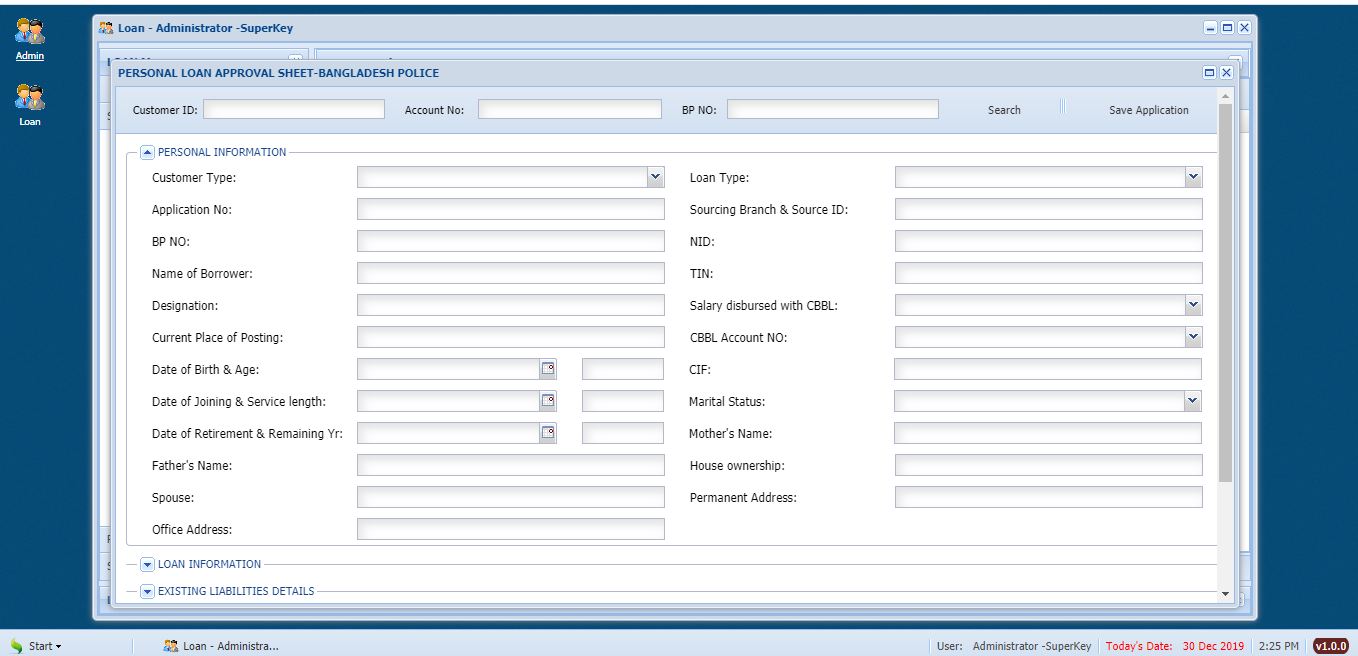 Admin
Loan
Loan - Administrator -SuperKey
PERSONAL LOAN APPROVAL SHEET-BANGLADESH POLICE
Customer ID: Account No: BP NO: Search Save Application
PERSONAL INFORMATION
Customer Type: Loan Type:
Application No: Sourcing Branch & Source ID:
BP NO: NID:
Name of Borrower: TIN:
Designation: Salary disbursed with CBBL:
Current Place of Posting: CBBL Account NO:
Date of Birth & Age: CIF:
Date of Joining & Service length: Marital Status:
Date of Retirement & Remaining Yr: Mother's Name:
Father's Name: House ownership:
Spouse: Permanent Address:
Office Address:
LOAN INFORMATION
EXISTING LIABILITIES DETAILS
Start Loan - Administra... User: Administrator -SuperKey Today's Date: 30 Dec 2019 2:25 PM v1.0.0